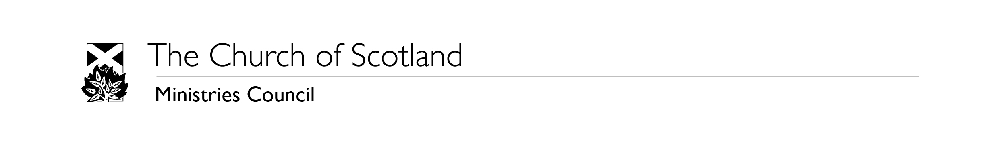 The Church of Scotland
Ministries Council